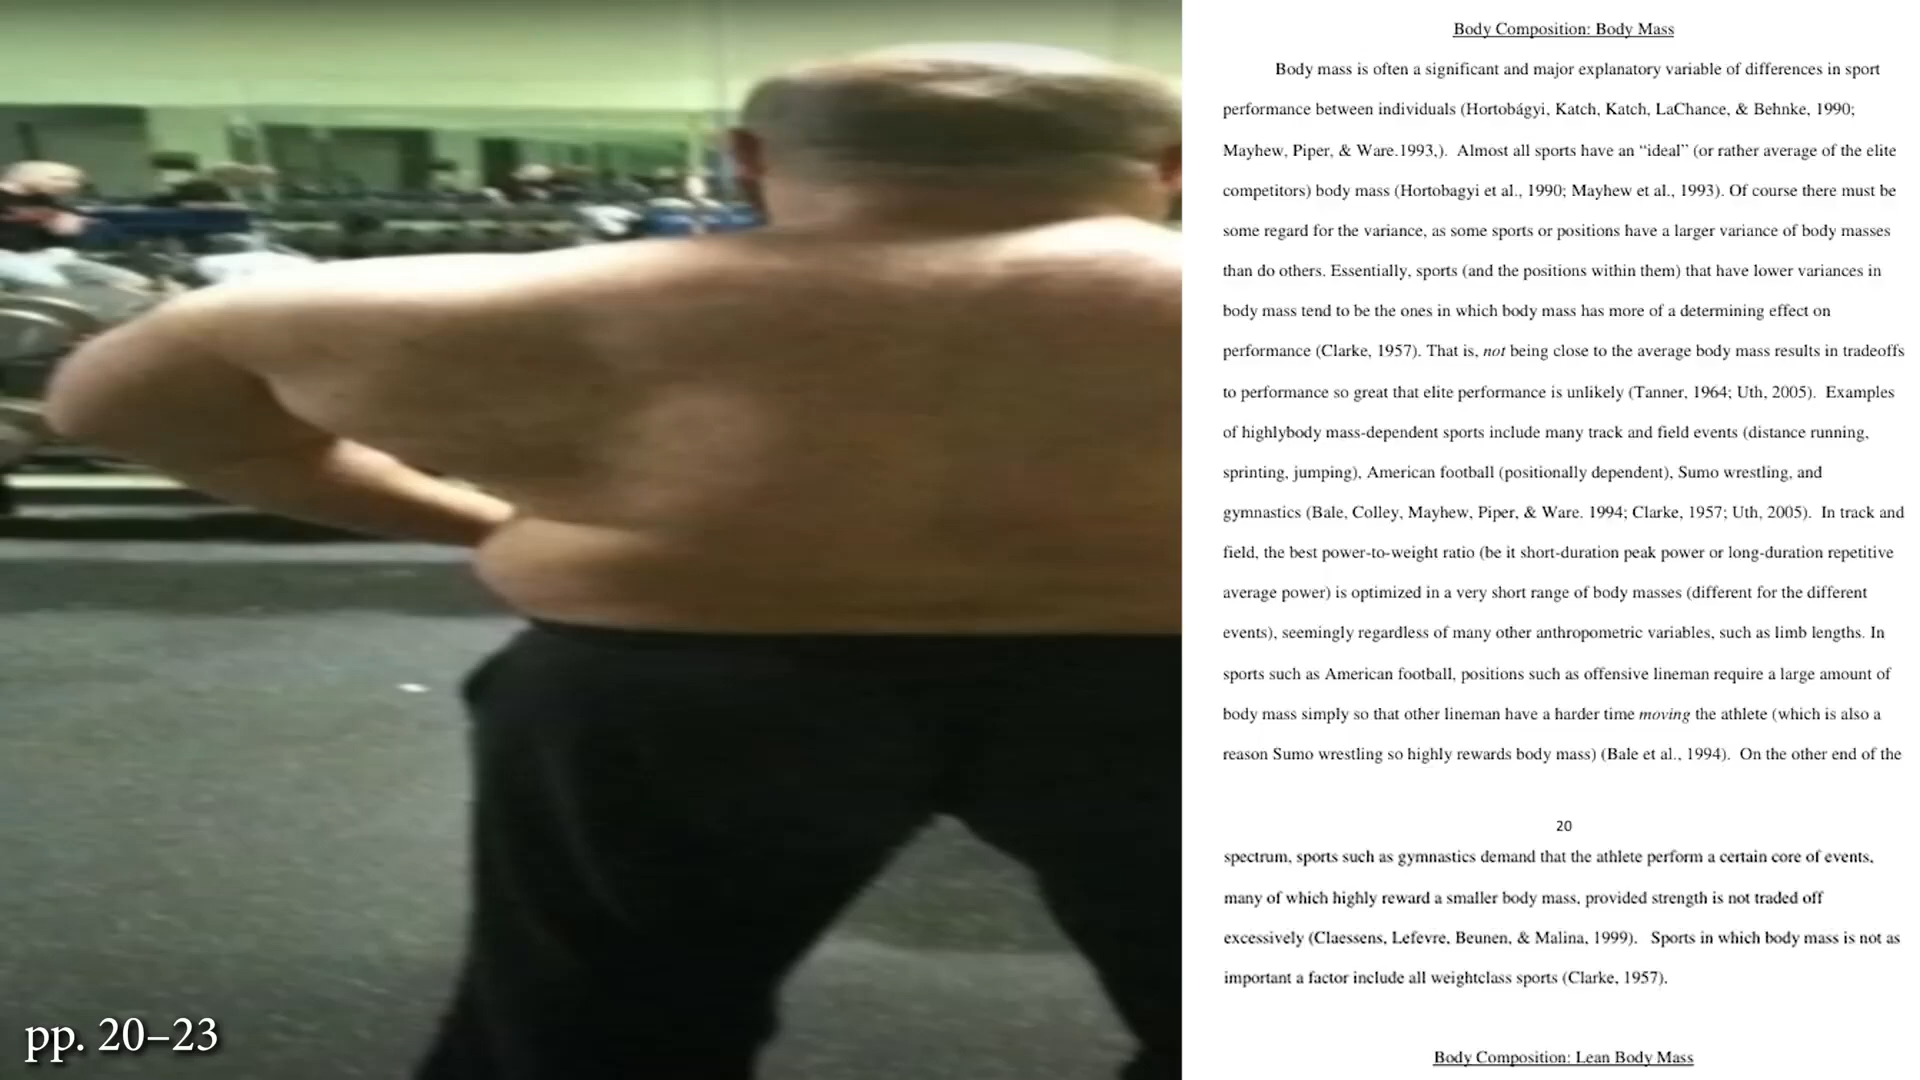 Body Composition: Body Mass
Body mass is often a significant and major explanatory variable of differences in sport
performance between individuals (Hortobágyi, Katch, Katch, LaChance, & Behnke, 1990;
Mayhew, Piper, & Ware.1993,).  Almost all sports have an “ideal” (or rather average of the elite
competitors) body mass (Hortobagyi et al., 1990; Mayhew et al., 1993). Of course there must be
some regard for the variance, as some sports or positions have a larger variance of body masses
than do others. Essentially, sports (and the positions within them) that have lower variances in
body mass tend to be the ones in which body mass has more of a determining effect on
performance (Clarke, 1957). That is, not being close to the average body mass results in tradeoffs
to performance so great that elite performance is unlikely (Tanner, 1964; Uth, 2005).  Examples
of highlybody mass-dependent sports include many track and field events (distance running,
sprinting, jumping), American football (positionally dependent), Sumo wrestling, and
gymnastics (Bale, Colley, Mayhew, Piper, & Ware. 1994; Clarke, 1957; Uth, 2005).  In track and
field, the best power-to-weight ratio (be it short-duration peak power or long-duration repetitive
average power) is optimized in a very short range of body masses (different for the different
events), seemingly regardless of many other anthropometric variables, such as limb lengths. In
sports such as American football, positions such as offensive lineman require a large amount of
body mass simply so that other lineman have a harder time moving the athlete (which is also a
reason Sumo wrestling so highly rewards body mass) (Bale et al., 1994).  On the other end of the
20
spectrum, sports such as gymnastics demand that the athlete perform a certain core of events,
many of which highly reward a smaller body mass, provided strength is not traded off
excessively (Claessens, Lefevre, Beunen, & Malina, 1999).   Sports in which body mass is not as
important a factor include all weightclass sports (Clarke, 1957).
Body Composition: Lean Body Mass
pp. 20–23